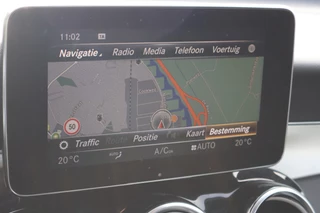 11:02
Navigatie Radio Media Telefoon Voertuig
50
Traffic Positie Kaart Bestemming
20°C A/C AUTO 20°C